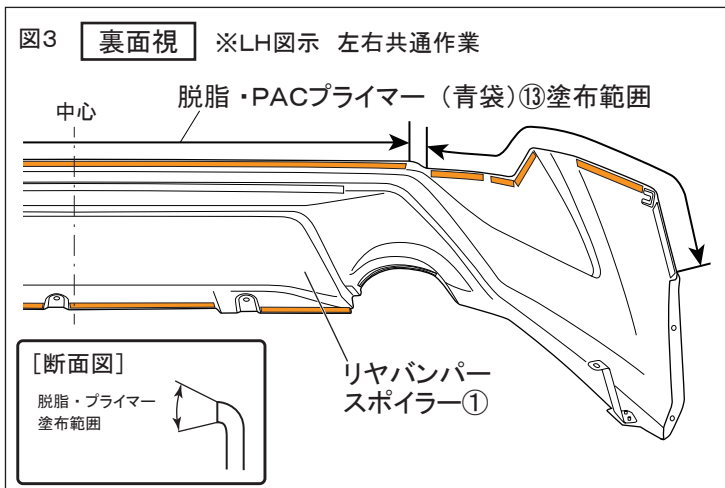 図3 裏面視 ※LH図示 左右共通作業
脱脂・PACプライマー（青袋）⑬塗布範囲
中心
リヤバンパー
スポイラー①
［断面図］
脱脂・プライマー
塗布範囲